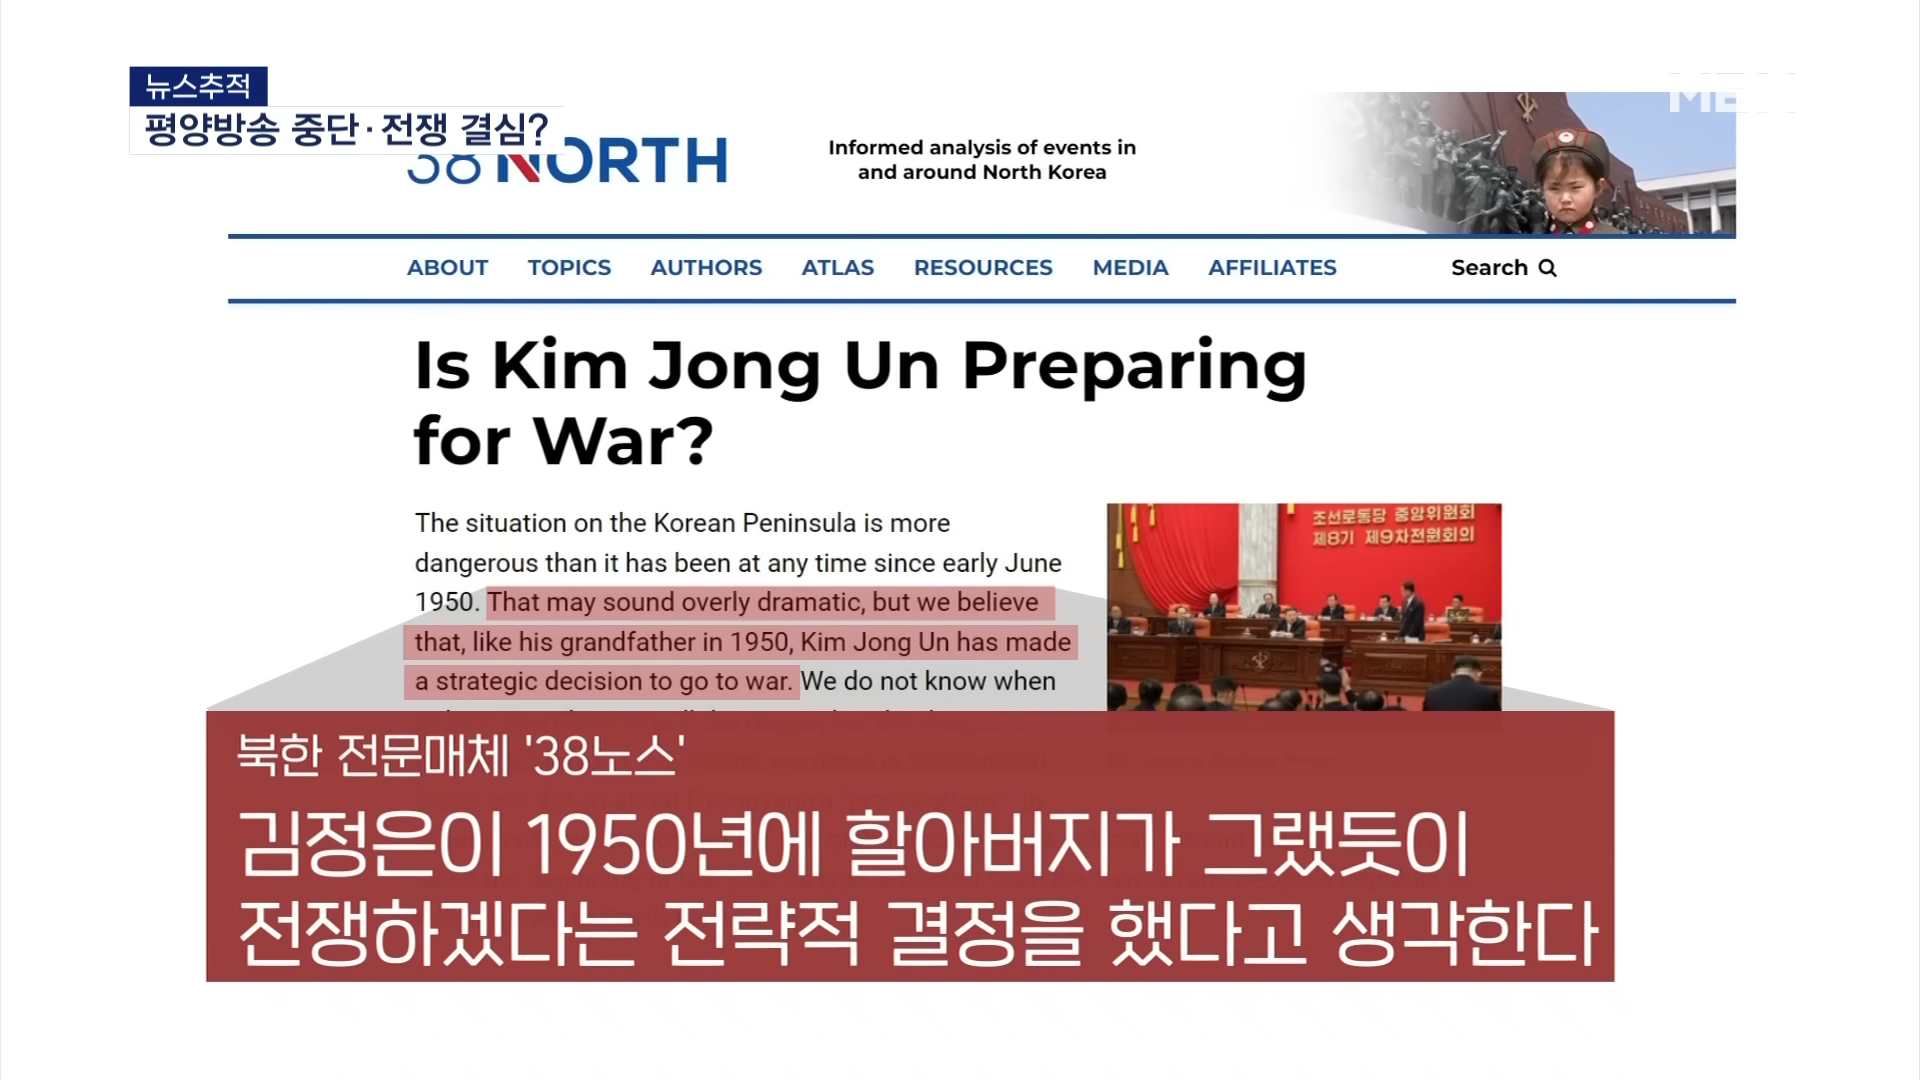 뉴스추적
평양방송 중단·전쟁 결심?
38 NORTH
Informed analysis of events in
and around North Korea
ABOUT TOPICS AUTHORS ATLAS RESOURCES MEDIA AFFILIATES Search
Is Kim Jong Un Preparing
for War?
The situation on the Korean Peninsula is more
dangerous than it has been at any time since early June
1950. That may sound overly dramatic, but we believe
that, like his grandfather in 1950, Kim Jong Un has made
a strategic decision to go to war. We do not know when
조선로동당 중앙위원회
제8기 제9차전원회의
북한 전문매체 '38노스'
김정은이 1950년에 할아버지가 그랬듯이
전쟁하겠다는 전략적 결정을 했다고 생각한다